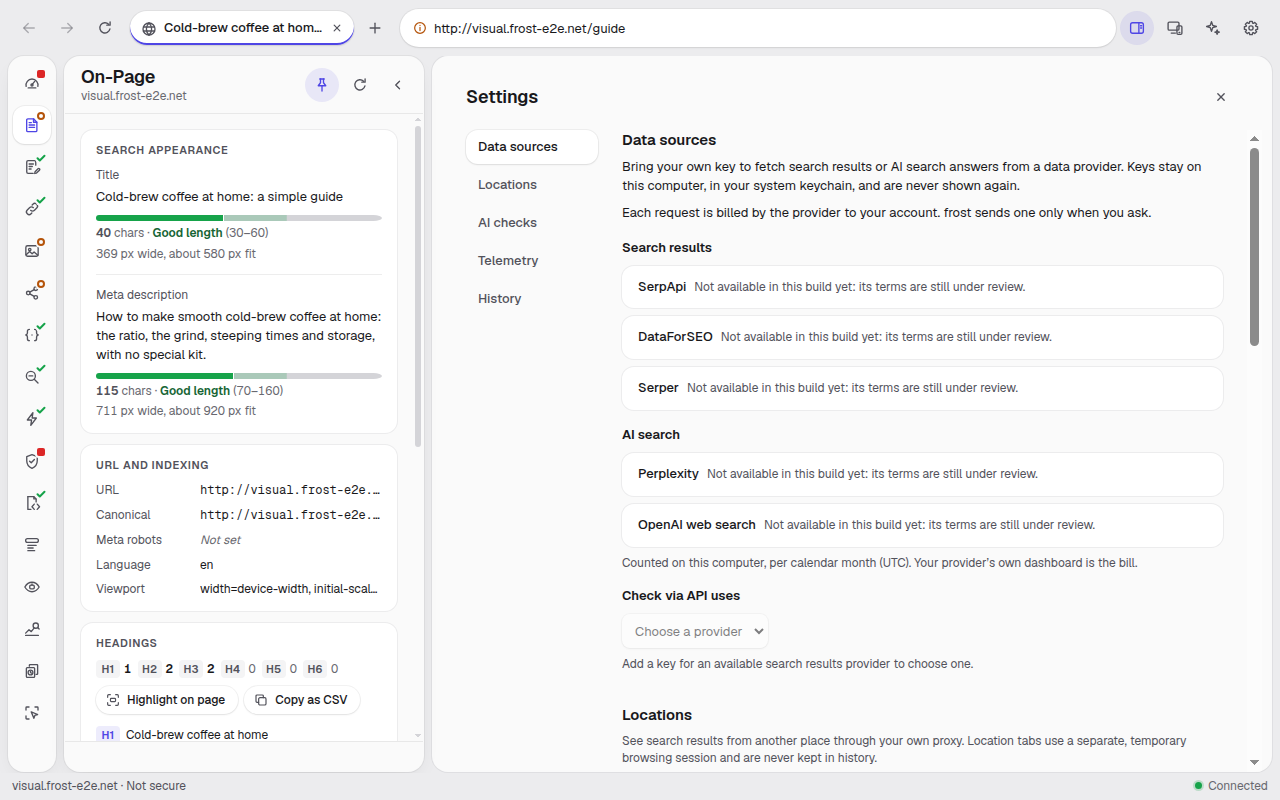 Cold-brew coffee at hom...
http://visual.frost-e2e.net/guide
On-Page
visual.frost-e2e.net
SEARCH APPEARANCE
Title
Cold-brew coffee at home: a simple guide
40 chars · Good length (30–60)
369 px wide, about 580 px fit
Meta description
How to make smooth cold-brew coffee at home:
the ratio, the grind, steeping times and storage,
with no special kit.
115 chars · Good length (70–160)
711 px wide, about 920 px fit
URL AND INDEXING
URL http://visual.frost-e2e.…
Canonical http://visual.frost-e2e.…
Meta robots Not set
Language en
Viewport width=device-width, initial-scal…
HEADINGS
H1 1 H2 2 H3 2 H4 0 H5 0 H6 0
Highlight on page Copy as CSV
H1 Cold-brew coffee at home
Settings
Data sources
Locations
AI checks
Telemetry
History
Data sources
Bring your own key to fetch search results or AI search answers from a data provider. Keys stay on
this computer, in your system keychain, and are never shown again.
Each request is billed by the provider to your account. frost sends one only when you ask.
Search results
SerpApi Not available in this build yet: its terms are still under review.
DataForSEO Not available in this build yet: its terms are still under review.
Serper Not available in this build yet: its terms are still under review.
AI search
Perplexity Not available in this build yet: its terms are still under review.
OpenAI web search Not available in this build yet: its terms are still under review.
Counted on this computer, per calendar month (UTC). Your provider's own dashboard is the bill.
Check via API uses
Choose a provider
Add a key for an available search results provider to choose one.
Locations
See search results from another place through your own proxy. Location tabs use a separate, temporary
browsing session and are never kept in history.
visual.frost-e2e.net · Not secure
Connected